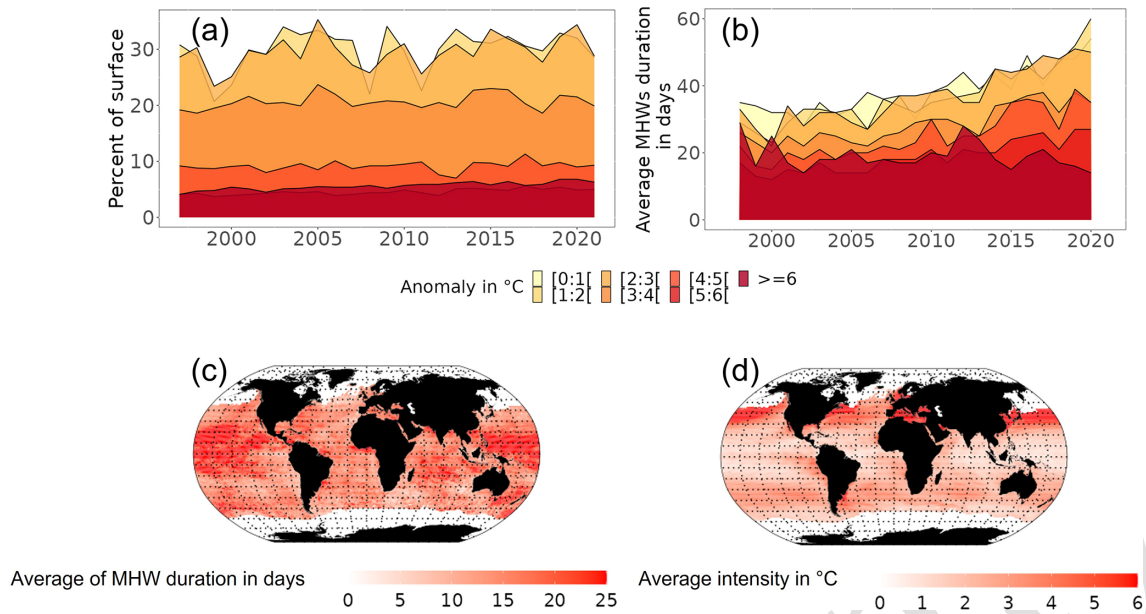 (a)
Percent of surface
30
20
10
0
2000
2005
2010
2015
2020
(b)
Average MHWs duration
in days
60
40
20
0
2000
2005
2010
2015
2020
Anomaly in °C
[0:1[
[2:3[
[4:5[
>=6
[1:2[
[3:4[
[5:6[
(c)
(d)
Average of MHW duration in days
0 5 10 15 20 25
Average intensity in °C
0 1 2 3 4 5 6